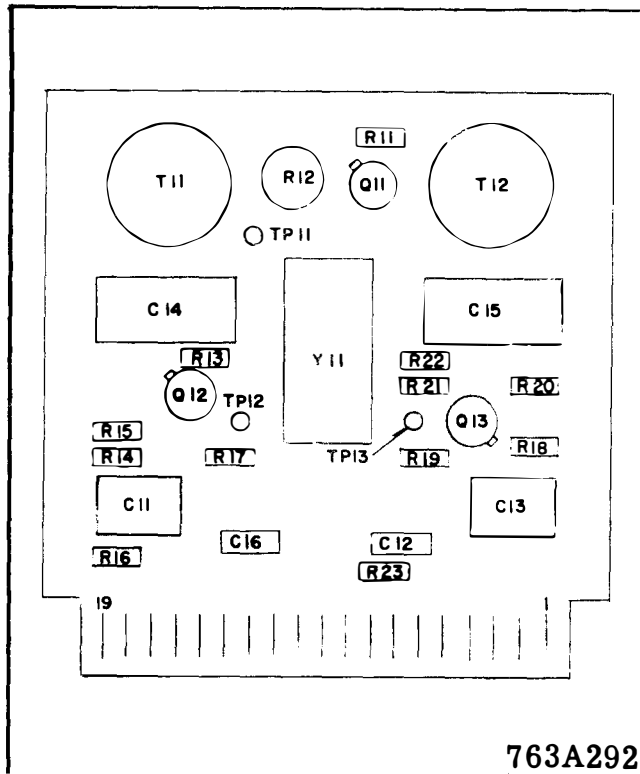 R11
T11 R12 Q11 T12
TP11
C14 Y11 C15
R13 R22
R21 R20
Q12 TP12 Q13
R15
R14 R17 TP13 R19 R18
C11 C13
C16 C12
R16 R23
19 1
763A292